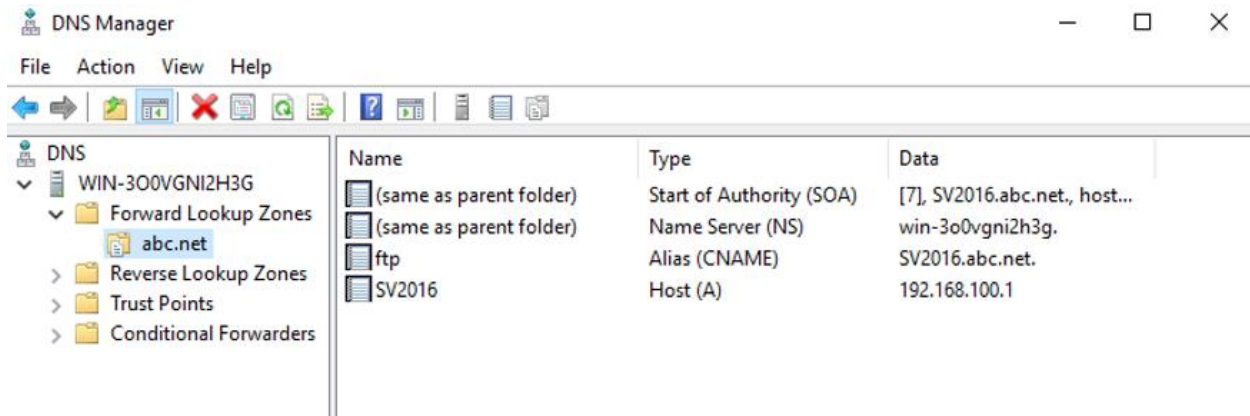 DNS Manager
File Action View Help
DNS
WIN-3O0VGNI2H3G
Forward Lookup Zones
abc.net
Reverse Lookup Zones
Trust Points
Conditional Forwarders
Name Type Data
(same as parent folder) Start of Authority (SOA) [7], SV2016.abc.net., host...
(same as parent folder) Name Server (NS) win-3o0vgni2h3g.
ftp Alias (CNAME) SV2016.abc.net.
SV2016 Host (A) 192.168.100.1